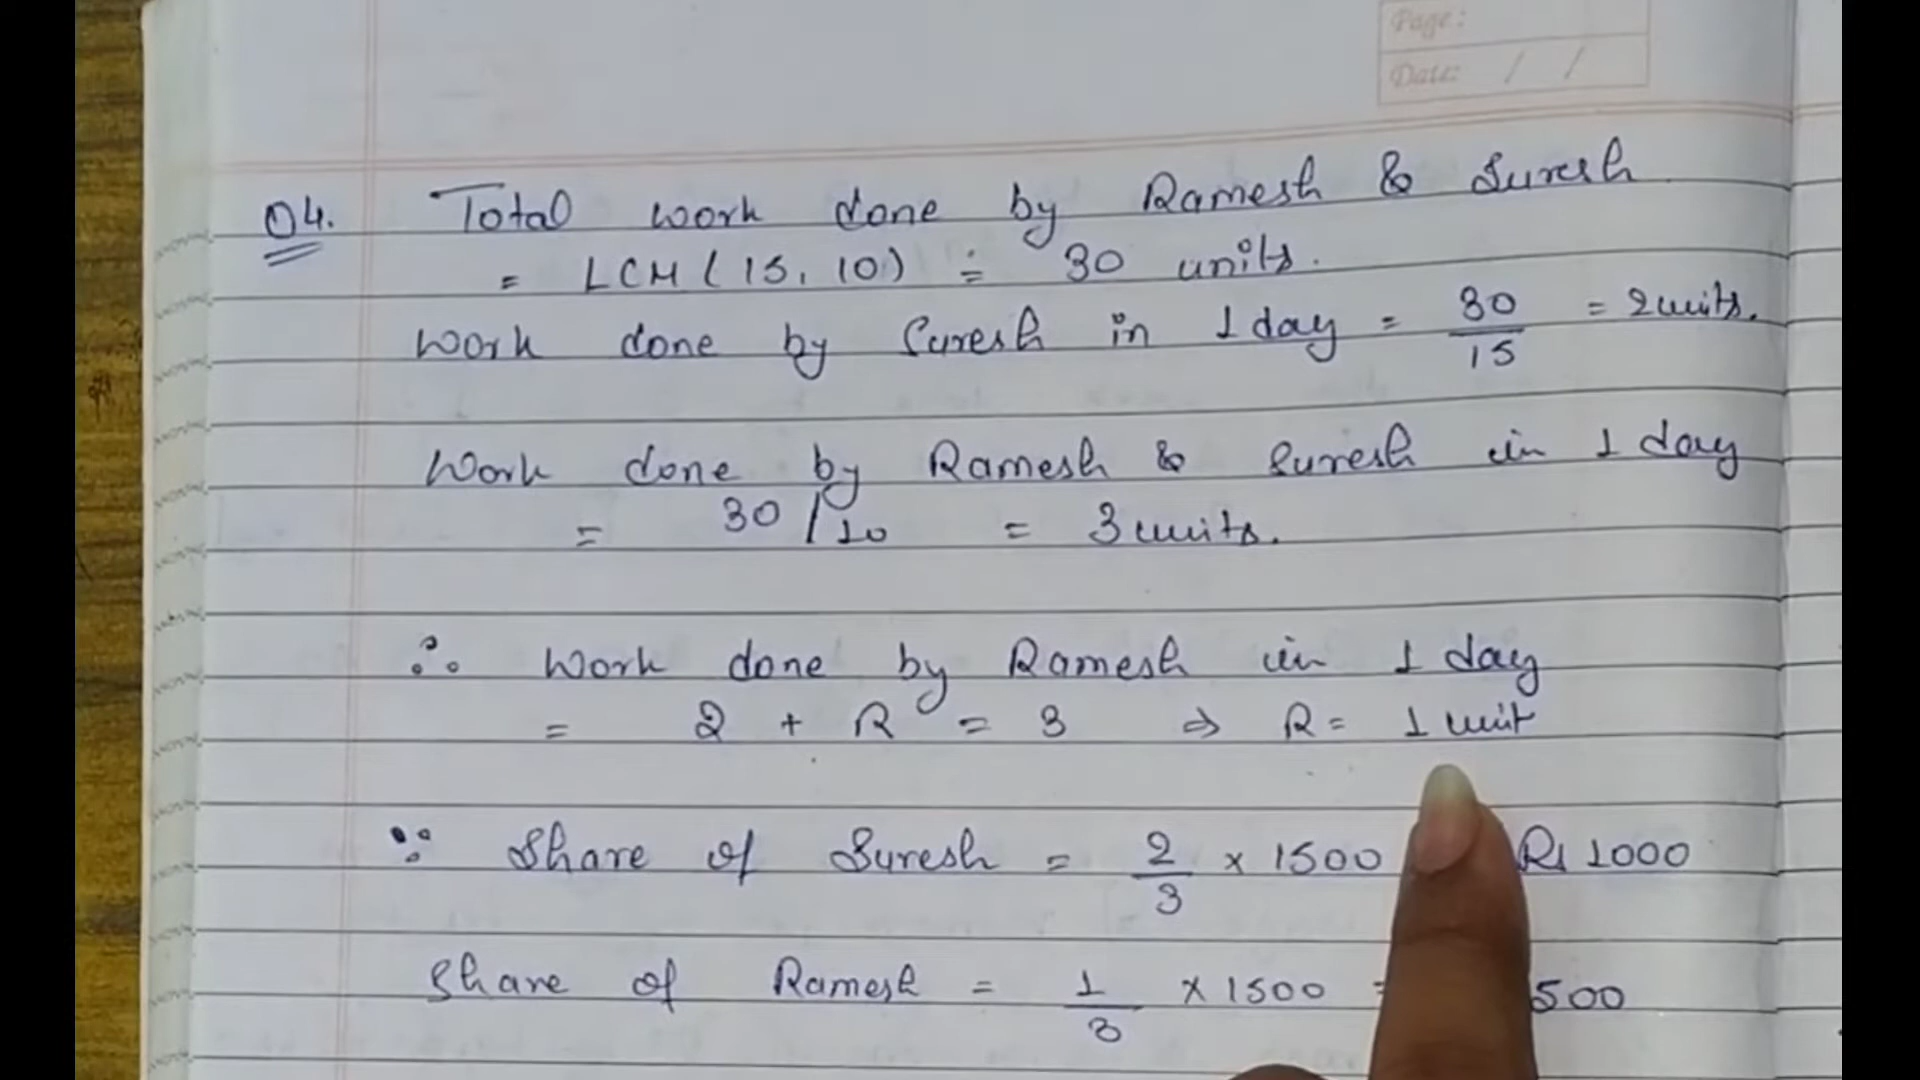 Page:
Date: / /
Q4. Total work done by Ramesh & Suresh
= LCM (15, 10) = 30 units.
Work done by Suresh in 1 day = 30/15 = 2 units.
Work done by Ramesh & Suresh in 1 day
= 30/10 = 3 units.
∴ Work done by Ramesh in 1 day
= 2 + R = 3 ⇒ R = 1 unit
∵ Share of Suresh = 2/3 × 1500 Rs 1000
Share of Ramesh = 1/3 × 1500 = 500